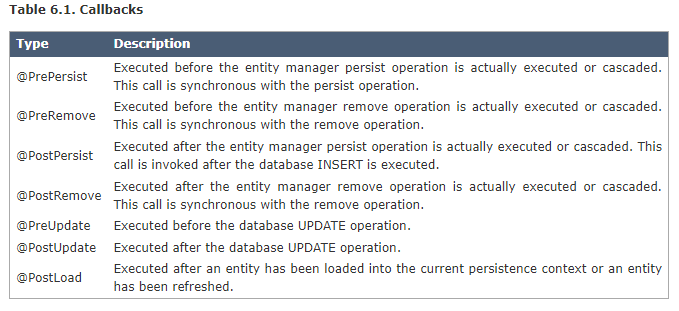 Table 6.1. Callbacks
Type Description
@PrePersist Executed before the entity manager persist operation is actually executed or cascaded.
This call is synchronous with the persist operation.
@PreRemove Executed before the entity manager remove operation is actually executed or cascaded.
This call is synchronous with the remove operation.
@PostPersist Executed after the entity manager persist operation is actually executed or cascaded. This
call is invoked after the database INSERT is executed.
@PostRemove Executed after the entity manager remove operation is actually executed or cascaded.
This call is synchronous with the remove operation.
@PreUpdate Executed before the database UPDATE operation.
@PostUpdate Executed after the database UPDATE operation.
@PostLoad Executed after an entity has been loaded into the current persistence context or an entity
has been refreshed.